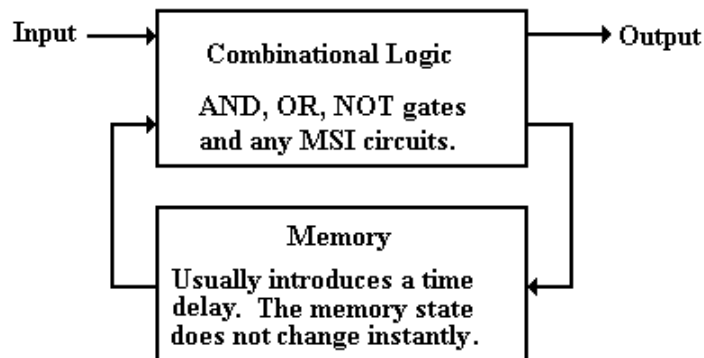 Input
Output
Combinational Logic
AND, OR, NOT gates
and any MSI circuits.
Memory
Usually introduces a time
delay. The memory state
does not change instantly.